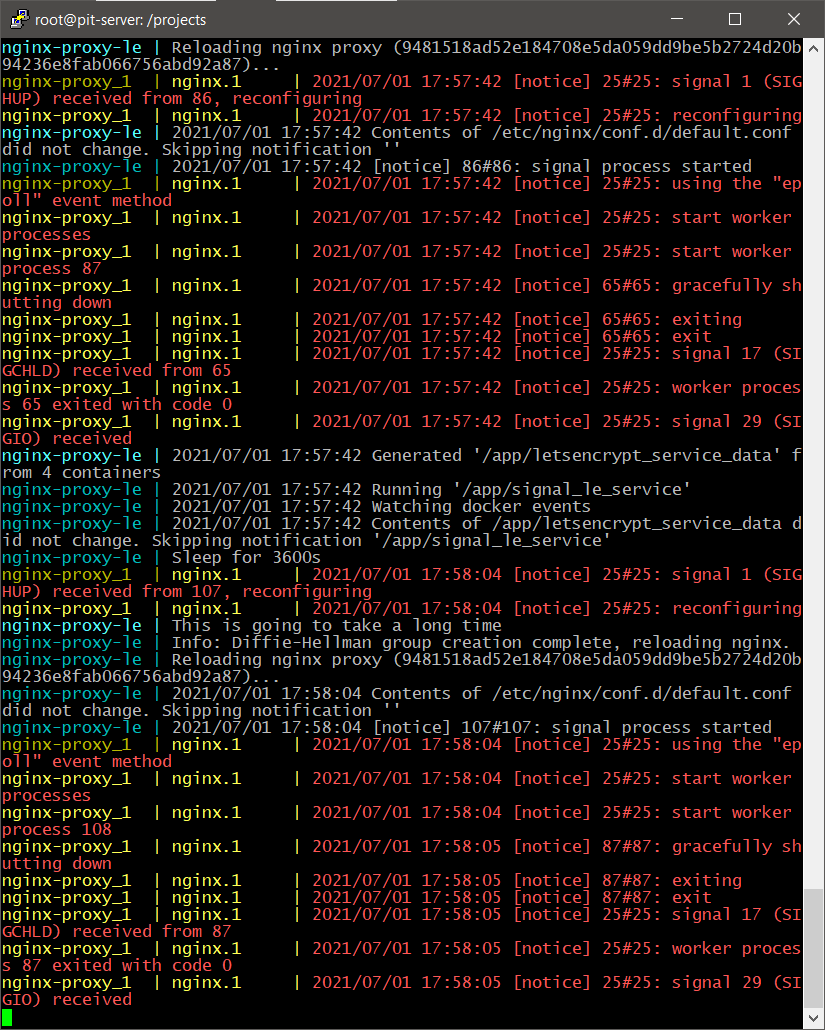 root@pit-server: /projects
nginx-proxy-le | Reloading nginx proxy (9481518ad52e184708e5da059dd9be5b2724d20b
94236e8fab066756abd92a87)...
nginx-proxy_1  | nginx.1     | 2021/07/01 17:57:42 [notice] 25#25: signal 1 (SIG
HUP) received from 86, reconfiguring
nginx-proxy_1  | nginx.1     | 2021/07/01 17:57:42 [notice] 25#25: reconfiguring
nginx-proxy-le | 2021/07/01 17:57:42 Contents of /etc/nginx/conf.d/default.conf
did not change. Skipping notification ''
nginx-proxy-le | 2021/07/01 17:57:42 [notice] 86#86: signal process started
nginx-proxy_1  | nginx.1     | 2021/07/01 17:57:42 [notice] 25#25: using the "ep
oll" event method
nginx-proxy_1  | nginx.1     | 2021/07/01 17:57:42 [notice] 25#25: start worker
processes
nginx-proxy_1  | nginx.1     | 2021/07/01 17:57:42 [notice] 25#25: start worker
process 87
nginx-proxy_1  | nginx.1     | 2021/07/01 17:57:42 [notice] 65#65: gracefully sh
utting down
nginx-proxy_1  | nginx.1     | 2021/07/01 17:57:42 [notice] 65#65: exiting
nginx-proxy_1  | nginx.1     | 2021/07/01 17:57:42 [notice] 65#65: exit
nginx-proxy_1  | nginx.1     | 2021/07/01 17:57:42 [notice] 25#25: signal 17 (SI
GCHLD) received from 65
nginx-proxy_1  | nginx.1     | 2021/07/01 17:57:42 [notice] 25#25: worker proces
s 65 exited with code 0
nginx-proxy_1  | nginx.1     | 2021/07/01 17:57:42 [notice] 25#25: signal 29 (SI
GIO) received
nginx-proxy-le | 2021/07/01 17:57:42 Generated '/app/letsencrypt_service_data' f
rom 4 containers
nginx-proxy-le | 2021/07/01 17:57:42 Running '/app/signal_le_service'
nginx-proxy-le | 2021/07/01 17:57:42 Watching docker events
nginx-proxy-le | 2021/07/01 17:57:42 Contents of /app/letsencrypt_service_data d
id not change. Skipping notification '/app/signal_le_service'
nginx-proxy-le | Sleep for 3600s
nginx-proxy_1  | nginx.1     | 2021/07/01 17:58:04 [notice] 25#25: signal 1 (SIG
HUP) received from 107, reconfiguring
nginx-proxy_1  | nginx.1     | 2021/07/01 17:58:04 [notice] 25#25: reconfiguring
nginx-proxy-le | This is going to take a long time
nginx-proxy-le | Info: Diffie-Hellman group creation complete, reloading nginx.
nginx-proxy-le | Reloading nginx proxy (9481518ad52e184708e5da059dd9be5b2724d20b
94236e8fab066756abd92a87)...
nginx-proxy-le | 2021/07/01 17:58:04 Contents of /etc/nginx/conf.d/default.conf
did not change. Skipping notification ''
nginx-proxy-le | 2021/07/01 17:58:04 [notice] 107#107: signal process started
nginx-proxy_1  | nginx.1     | 2021/07/01 17:58:04 [notice] 25#25: using the "ep
oll" event method
nginx-proxy_1  | nginx.1     | 2021/07/01 17:58:04 [notice] 25#25: start worker
processes
nginx-proxy_1  | nginx.1     | 2021/07/01 17:58:04 [notice] 25#25: start worker
process 108
nginx-proxy_1  | nginx.1     | 2021/07/01 17:58:05 [notice] 87#87: gracefully sh
utting down
nginx-proxy_1  | nginx.1     | 2021/07/01 17:58:05 [notice] 87#87: exiting
nginx-proxy_1  | nginx.1     | 2021/07/01 17:58:05 [notice] 87#87: exit
nginx-proxy_1  | nginx.1     | 2021/07/01 17:58:05 [notice] 25#25: signal 17 (SI
GCHLD) received from 87
nginx-proxy_1  | nginx.1     | 2021/07/01 17:58:05 [notice] 25#25: worker proces
s 87 exited with code 0
nginx-proxy_1  | nginx.1     | 2021/07/01 17:58:05 [notice] 25#25: signal 29 (SI
GIO) received